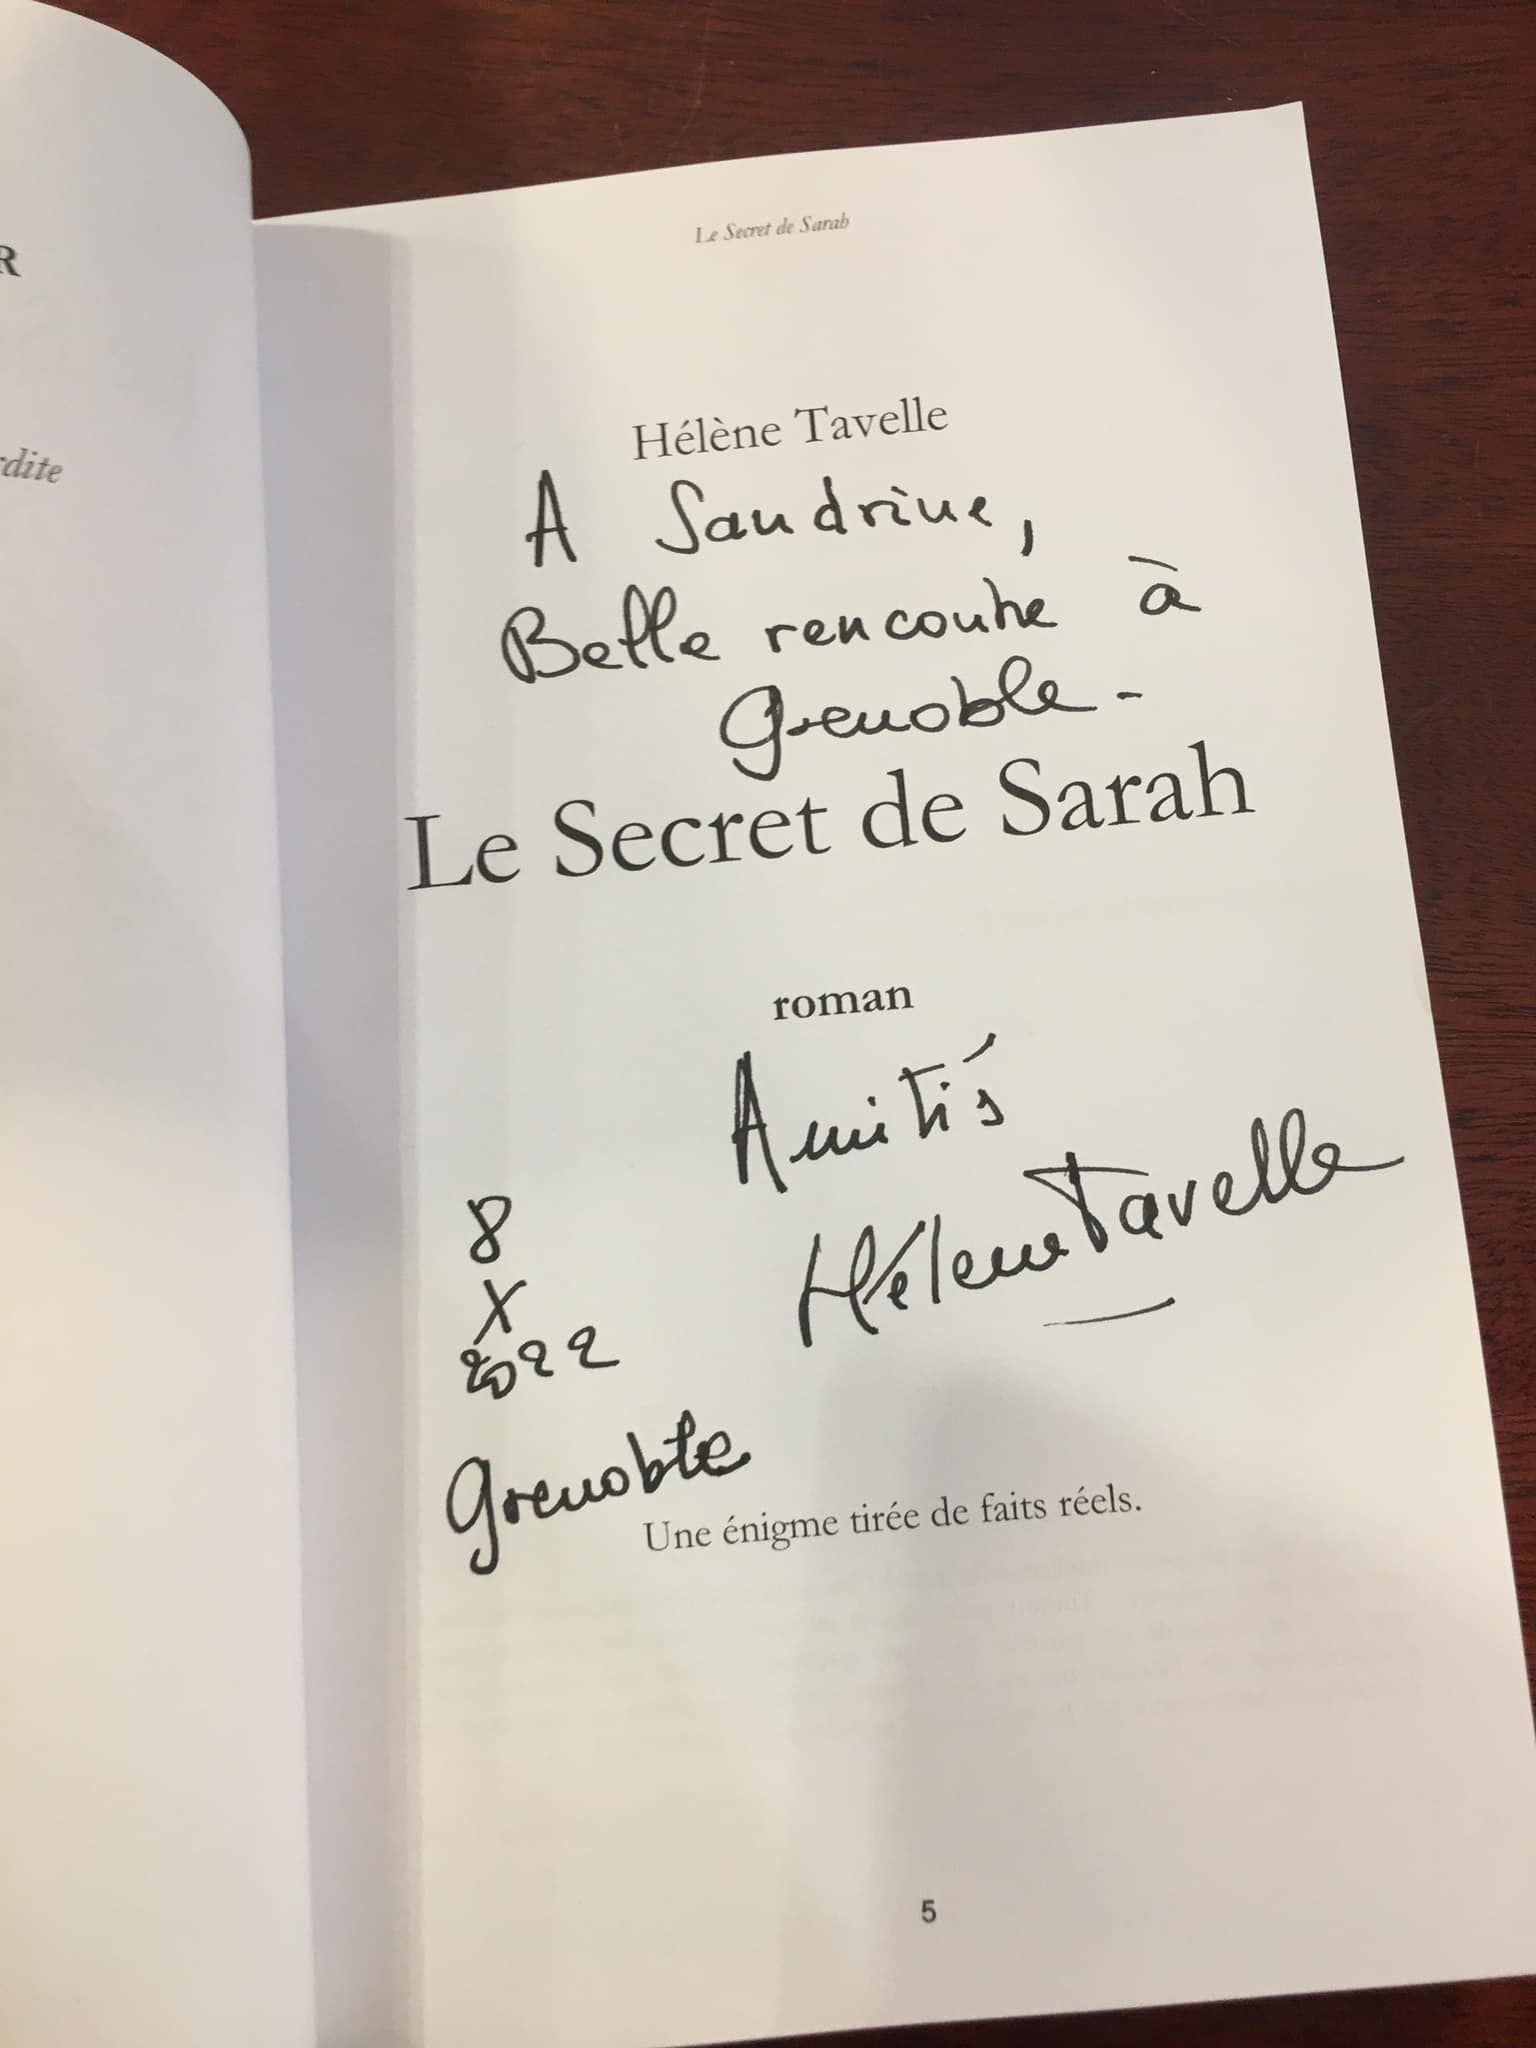 R
rdite
Le Secret de Sarah
Hélène Tavelle
A Sandrine,
Belle rencontre à
Grenoble -
Le Secret de Sarah
roman
Amitiés
Hélène Tavelle
8
X
2022
Grenoble
Une énigme tirée de faits réels.
5